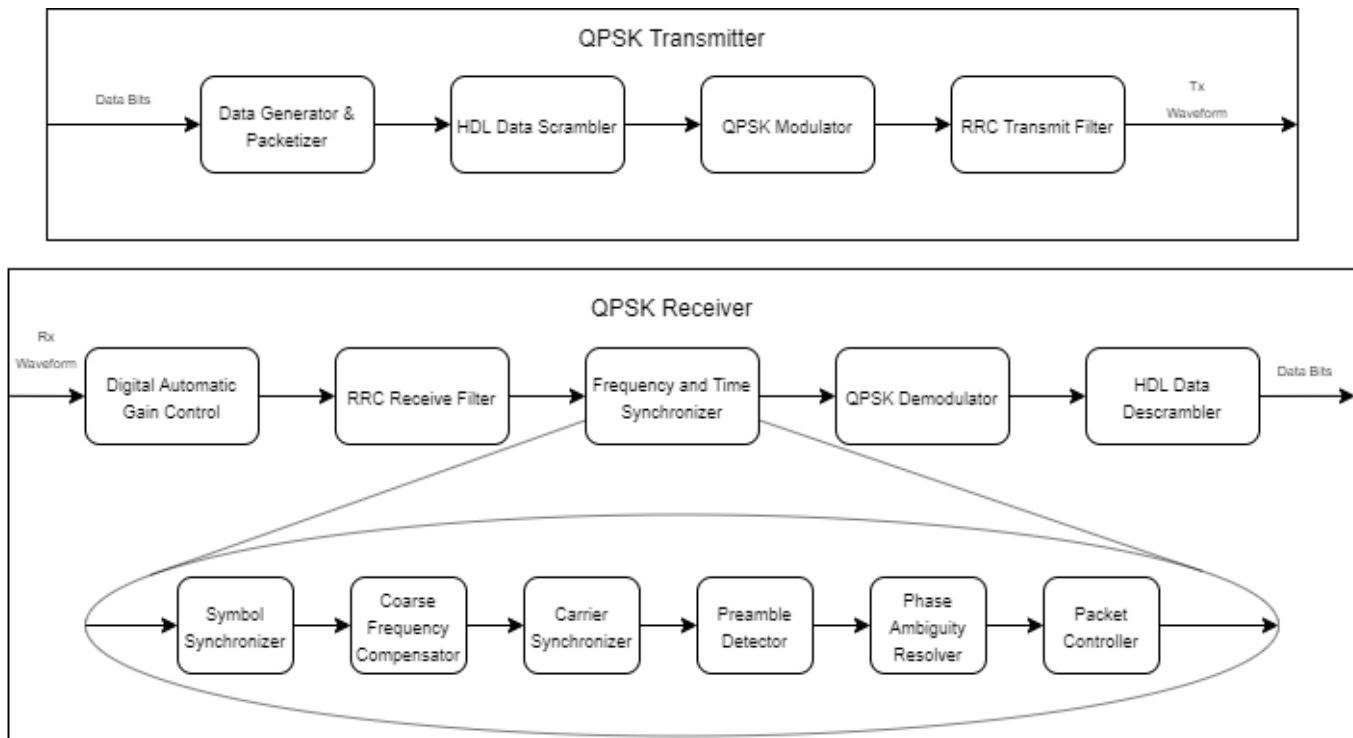 QPSK Transmitter
Data Bits
Data Generator &
Packetizer
HDL Data Scrambler
QPSK Modulator
RRC Transmit Filter
Tx
Waveform
QPSK Receiver
Rx
Waveform
Digital Automatic
Gain Control
RRC Receive Filter
Frequency and Time
Synchronizer
QPSK Demodulator
HDL Data
Descrambler
Data Bits
Symbol
Synchronizer
Coarse
Frequency
Compensator
Carrier
Synchronizer
Preamble
Detector
Phase
Ambiguity
Resolver
Packet
Controller